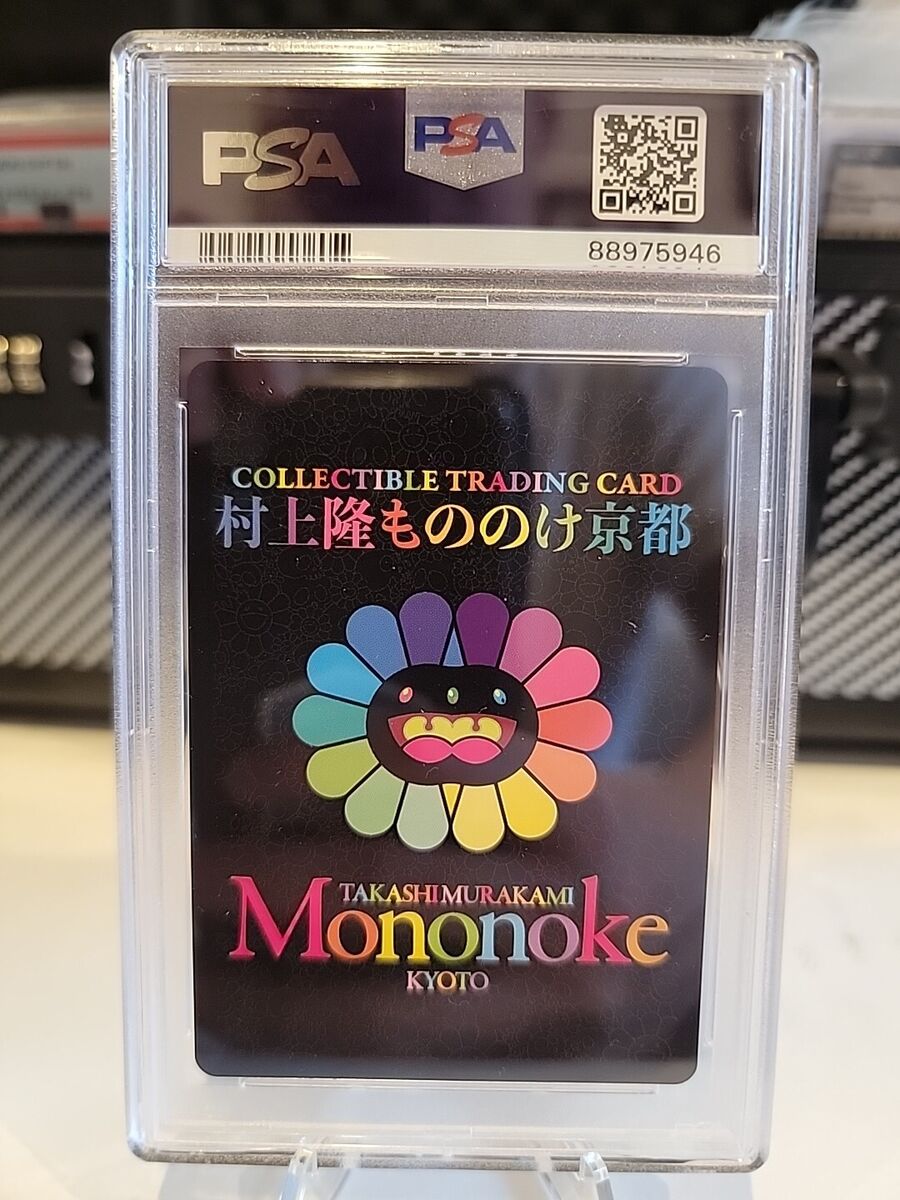 PSA PSA
88975946
COLLECTIBLE TRADING CARD
村上隆もののけ京都
TAKASHI MURAKAMI
Mononoke
KYOTO